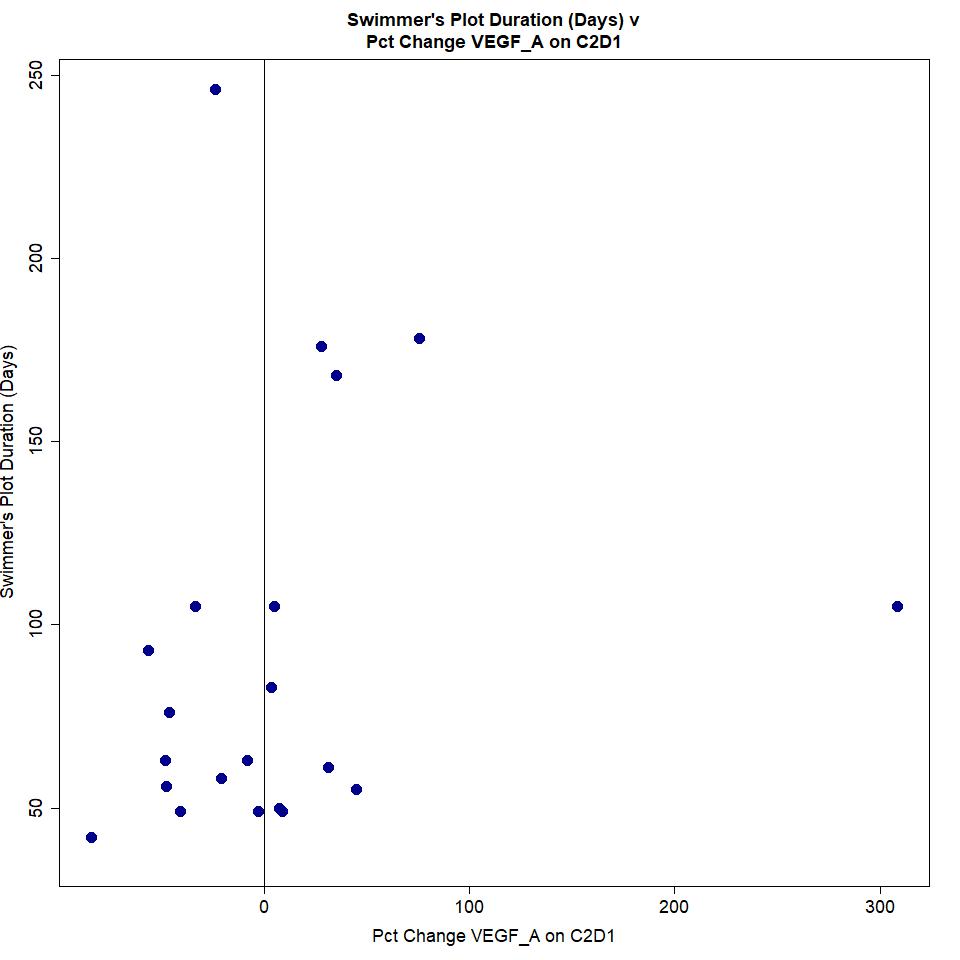 Swimmer's Plot Duration (Days) v
Pct Change VEGF_A on C2D1
Swimmer's Plot Duration (Days)
250
200
150
100
50
0
100
200
300
Pct Change VEGF_A on C2D1